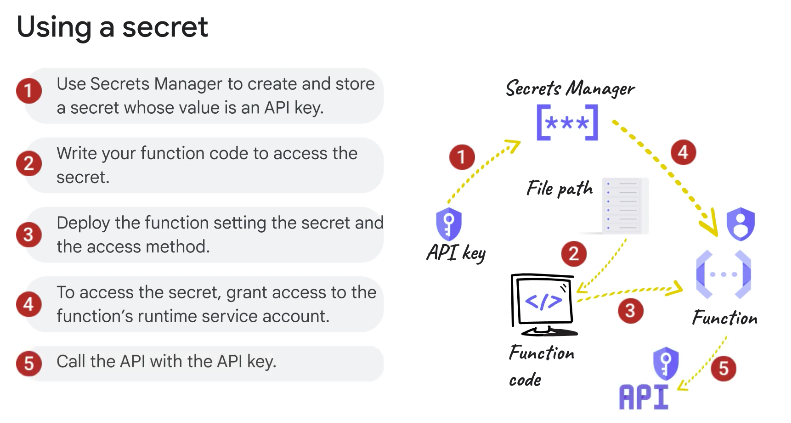 Using a secret
1 Use Secrets Manager to create and store
a secret whose value is an API key.
2 Write your function code to access the
secret.
3 Deploy the function setting the secret and
the access method.
4 To access the secret, grant access to the
function's runtime service account.
5 Call the API with the API key.
Secrets Manager
[***]
1
4
File path
API key
2
</>
3
{...}
Function
Function
code
5
API